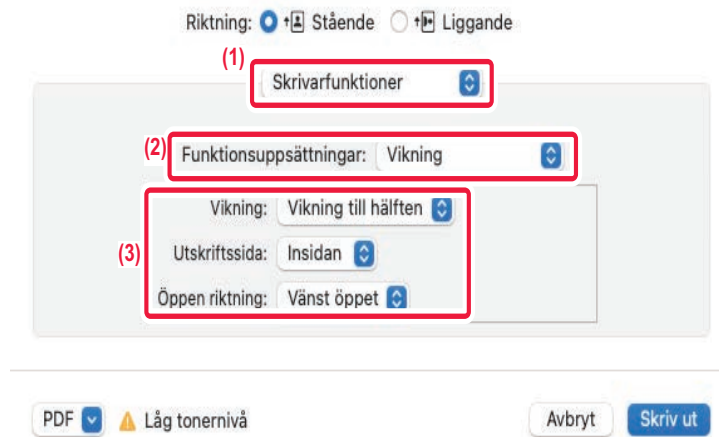 Riktning: Stående Liggande
(1)
Skrivarfunktioner
(2) Funktionsuppsättningar: Vikning
Vikning: Vikning till hälften
(3) Utskriftssida: Insidan
Öppen riktning: Vänst öppet
PDF Låg tonernivå Avbryt Skriv ut